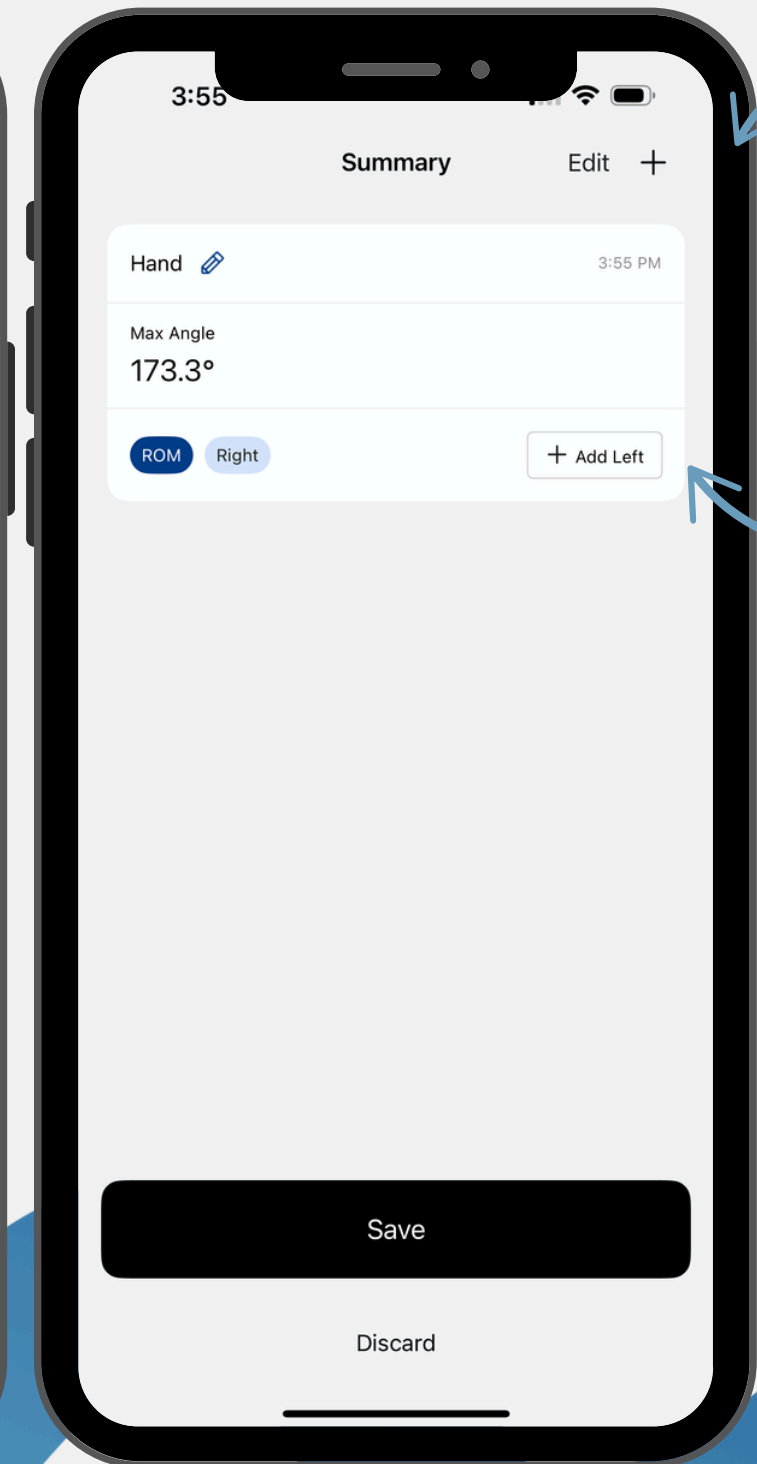 3:55
Summary Edit +
Hand 3:55 PM
Max Angle
173.3°
ROM Right + Add Left
Save
Discard